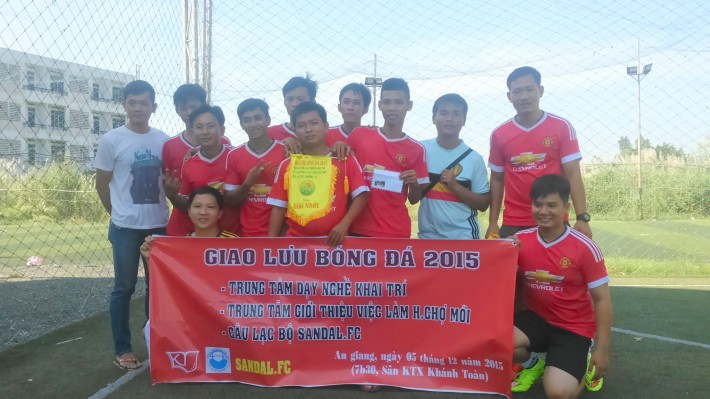 GIAO LƯU BÓNG ĐÁ 2015
- TRUNG TÂM DẠY NGHỀ KHAI TRÍ
- TRUNG TÂM GIỚI THIỆU VIỆC LÀM H.CHỢ MỚI
- CÂU LẠC BỘ SANDAL.FC
SANDAL.FC
An giang, ngày 05 tháng 12 năm 2015
(7h30, Sân KTX Khánh Toàn)
CHEVROLET
CHEVROLET